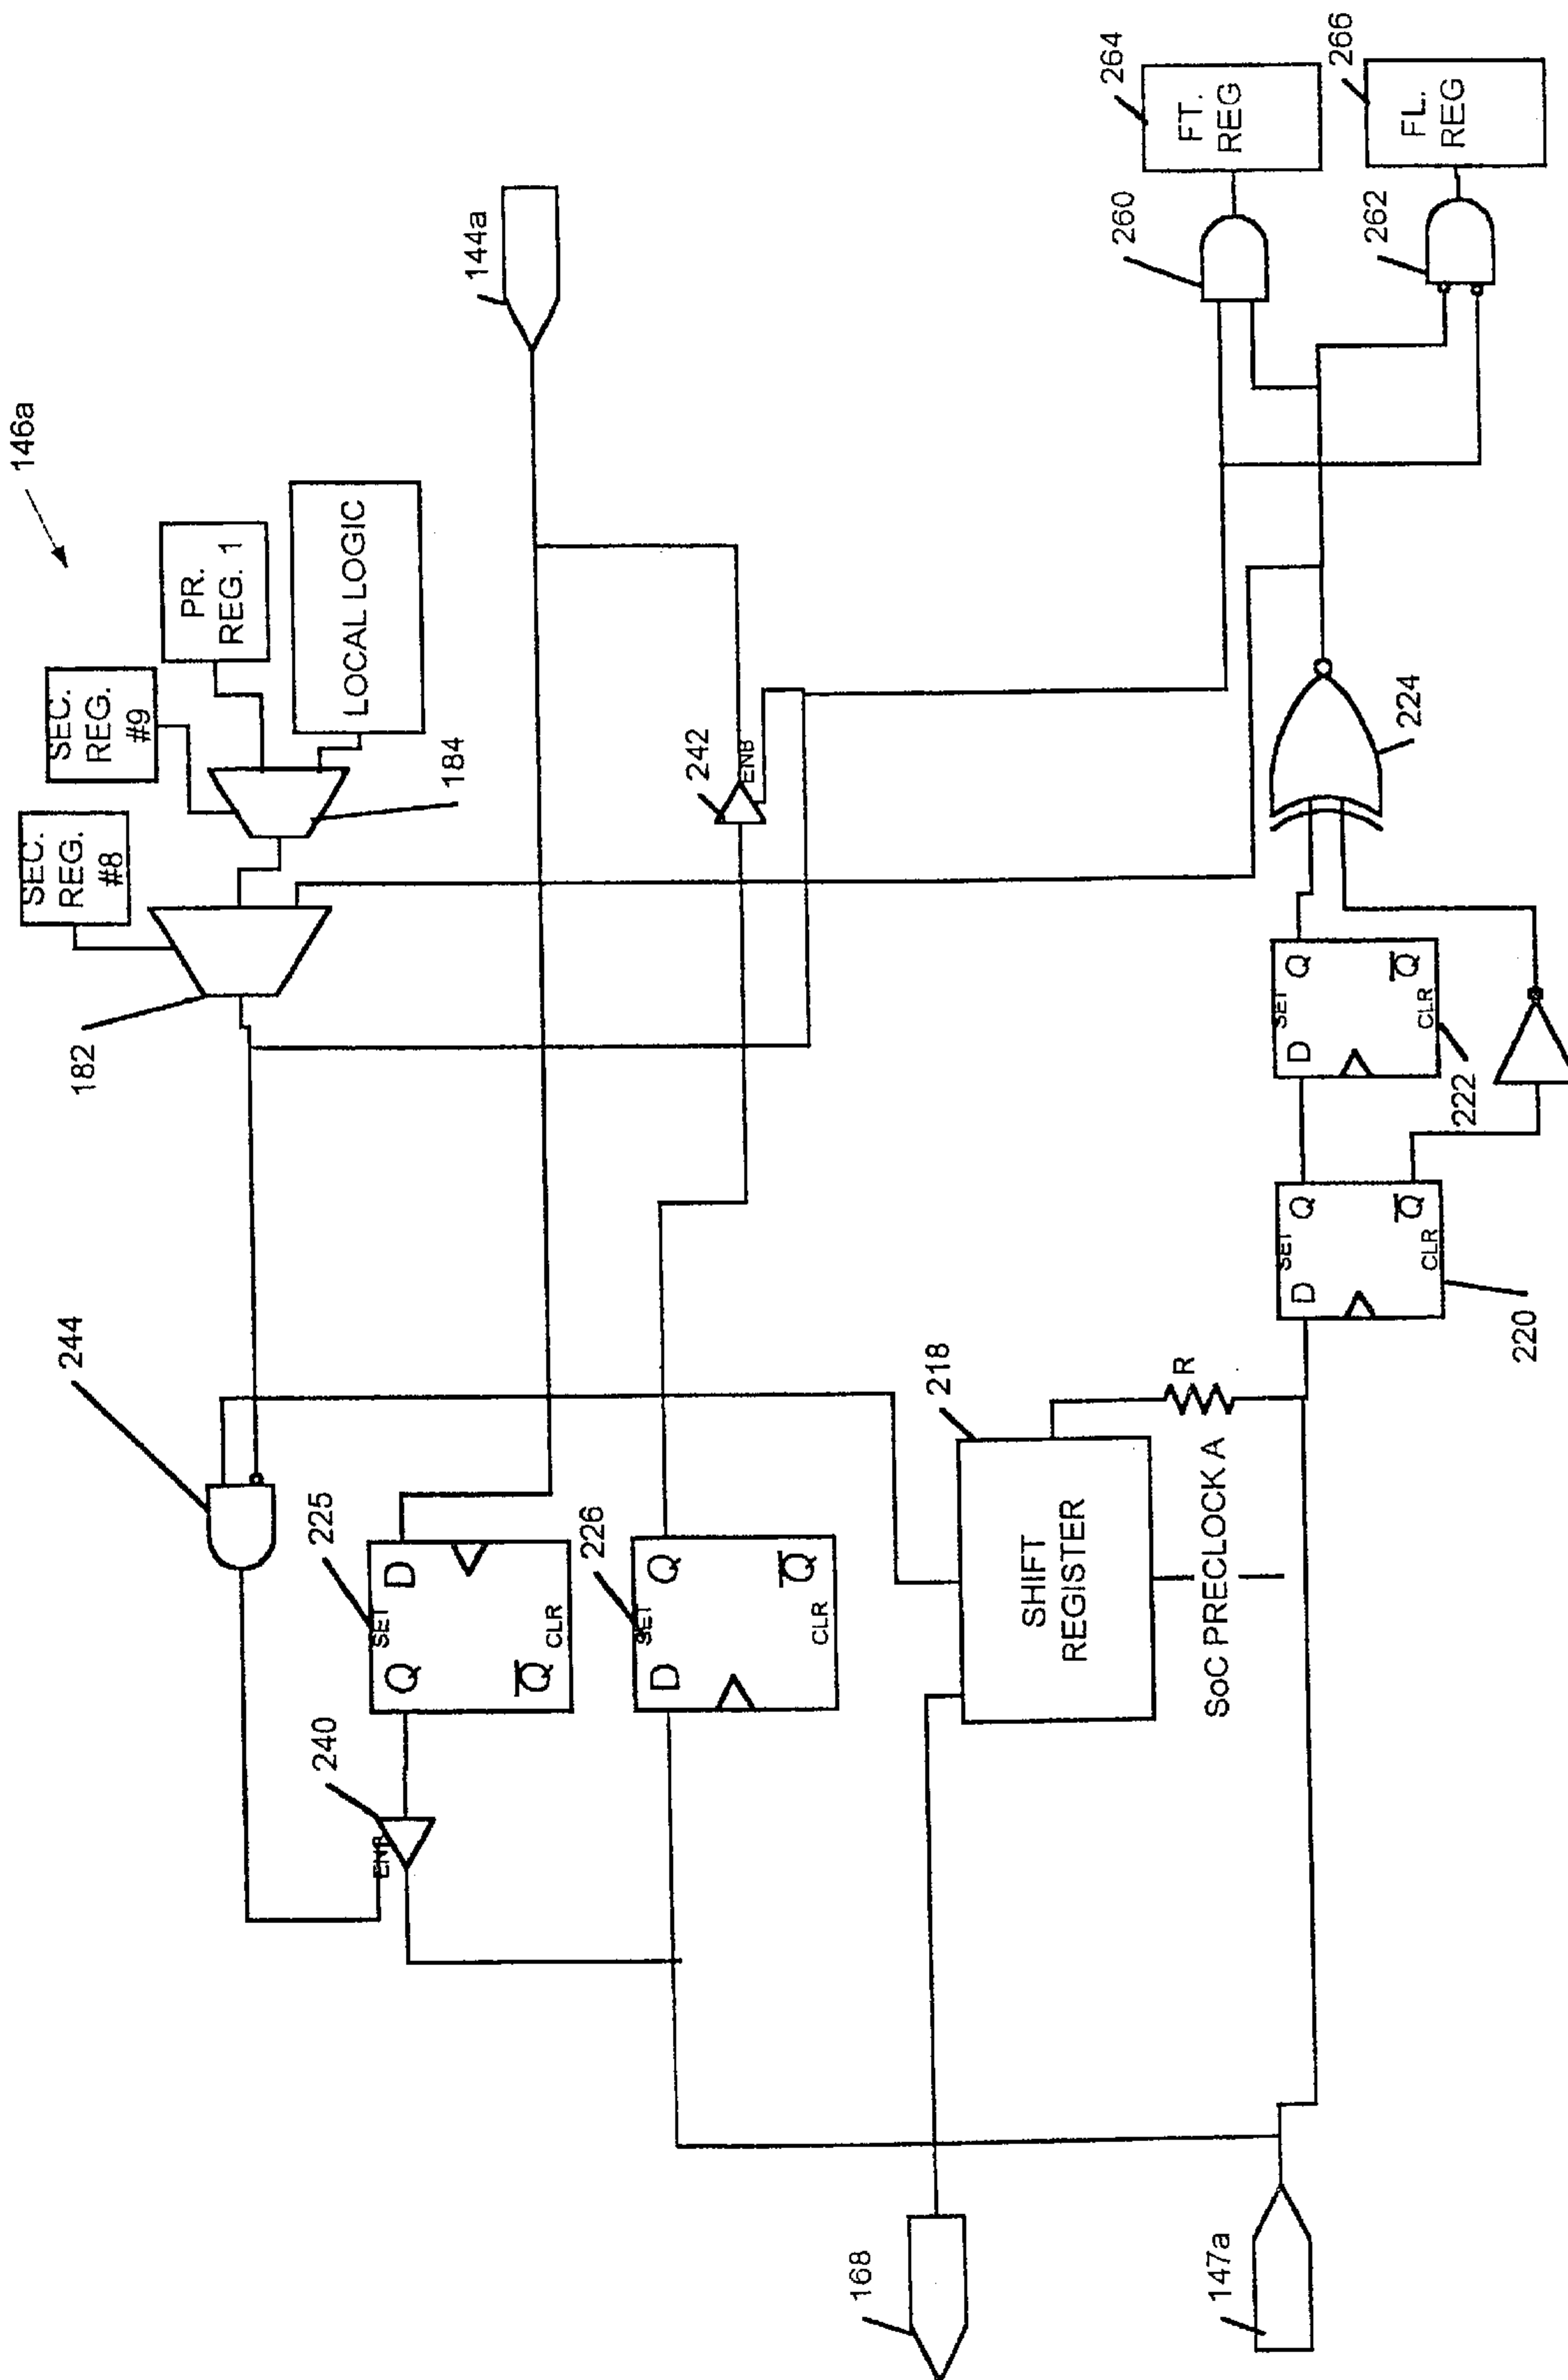 146a
SEC.
REG.
#8
SEC.
REG.
#9
PR.
REG. 1
LOCAL LOGIC
182
184
144a
244
225
SET
D
Q
Q
CLR
240
ENB
226
SET
D
Q
Q
CLR
242
ENB
218
SHIFT
REGISTER
R
SoC PRECLOCK A
168
147a
220
SET
D
Q
Q
CLR
222
SET
D
Q
Q
CLR
224
260
262
264
FT.
REG
266
FL.
REG